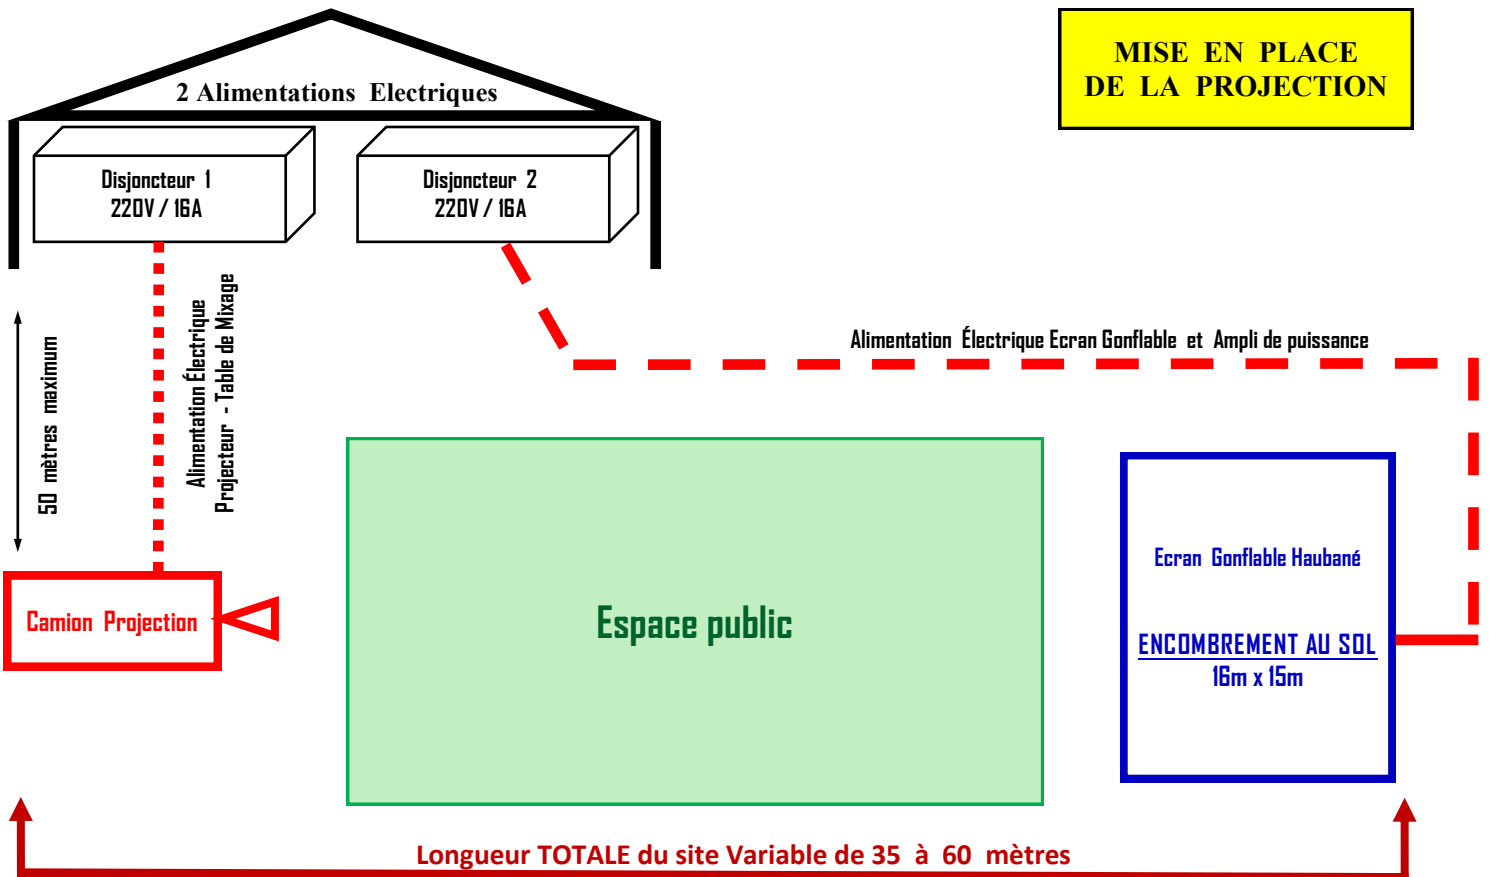 MISE EN PLACE
DE LA PROJECTION
2 Alimentations Electriques
Disjoncteur 1
220V / 16A
Disjoncteur 2
220V / 16A
50 mètres maximum
Alimentation Électrique
Projecteur - Table de Mixage
Alimentation Électrique Ecran Gonflable et Ampli de puissance
Camion Projection
Espace public
Ecran Gonflable Haubané
ENCOMBREMENT AU SOL
16m x 15m
Longueur TOTALE du site Variable de 35 à 60 mètres